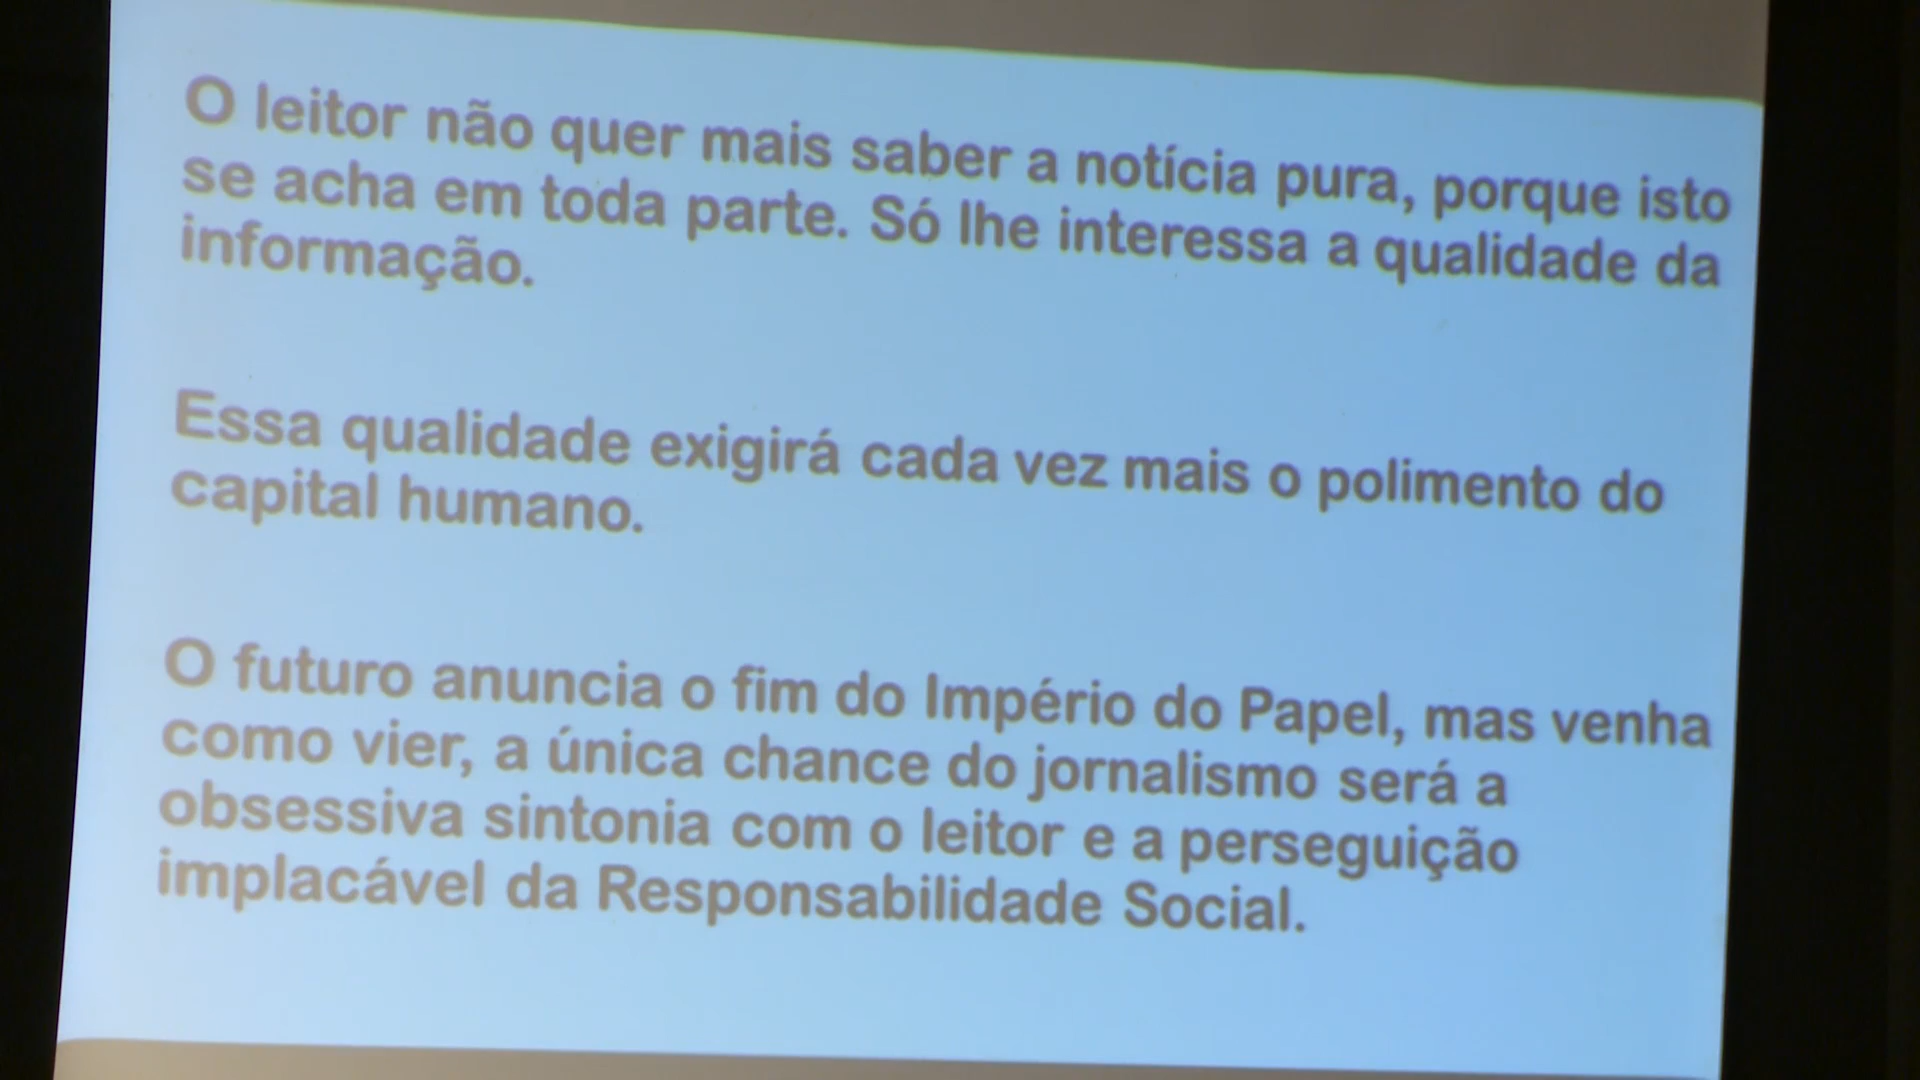 O leitor não quer mais saber a notícia pura, porque isto
se acha em toda parte. Só lhe interessa a qualidade da
informação.
Essa qualidade exigirá cada vez mais o polimento do
capital humano.
O futuro anuncia o fim do Império do Papel, mas venha
como vier, a única chance do jornalismo será a
obsessiva sintonia com o leitor e a perseguição
implacável da Responsabilidade Social.